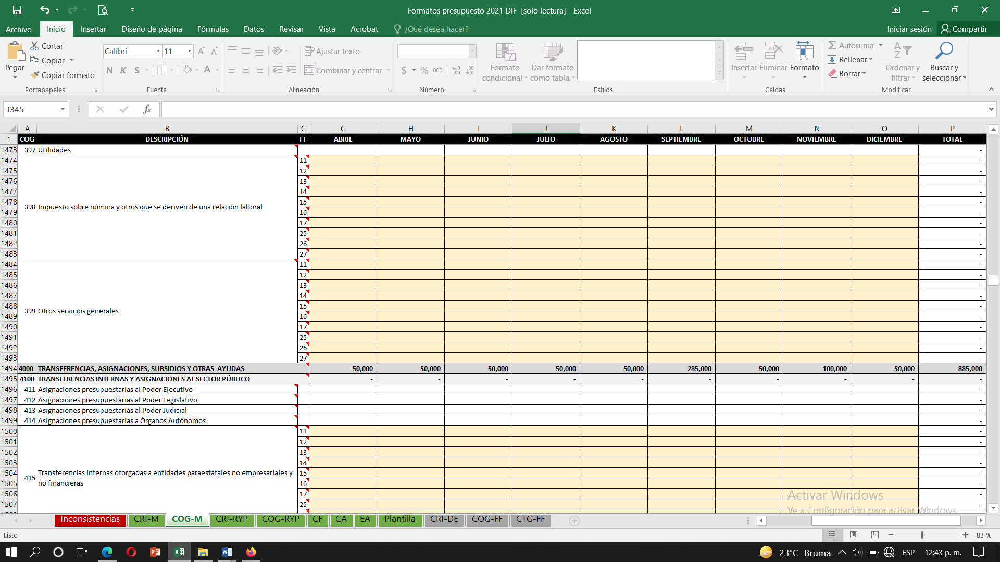 Formatos presupuesto 2021 DIF [solo lectura] - Excel
Archivo Inicio Insertar Diseño de página Fórmulas Datos Revisar Vista Acrobat ¿Qué desea hacer? Iniciar sesión Compartir
Pegar Cortar Copiar Copiar formato Portapapeles
Calibri 11 N K S A Fuente
Ajustar texto Combinar y centrar Alineación
$ % 000 Número
Formato condicional Dar formato como tabla Estilos
Insertar Eliminar Formato Celdas
Autosuma Rellenar Borrar Ordenar y filtrar Buscar y seleccionar Modificar
J345 fx
A B C G H I J K L M N O P
1 COG DESCRIPCIÓN FF ABRIL MAYO JUNIO JULIO AGOSTO SEPTIEMBRE OCTUBRE NOVIEMBRE DICIEMBRE TOTAL
1473 397 Utilidades -
1474 11 -
1475 12 -
1476 13 -
1477 14 -
1478 398 Impuesto sobre nómina y otros que se deriven de una relación laboral 15 -
1479 16 -
1480 17 -
1481 25 -
1482 26 -
1483 27 -
1484 11 -
1485 12 -
1486 13 -
1487 14 -
1488 399 Otros servicios generales 15 -
1489 16 -
1490 17 -
1491 25 -
1492 26 -
1493 27 -
1494 4000 TRANSFERENCIAS, ASIGNACIONES, SUBSIDIOS Y OTRAS AYUDAS 50,000 50,000 50,000 50,000 50,000 285,000 50,000 100,000 50,000 885,000
1495 4100 TRANSFERENCIAS INTERNAS Y ASIGNACIONES AL SECTOR PÚBLICO - - - - - - - - - -
1496 411 Asignaciones presupuestarias al Poder Ejecutivo -
1497 412 Asignaciones presupuestarias al Poder Legislativo -
1498 413 Asignaciones presupuestarias al Poder Judicial -
1499 414 Asignaciones presupuestarias a Órganos Autónomos -
1500 11 -
1501 12 -
1502 13 -
1503 14 -
1504 415 Transferencias internas otorgadas a entidades paraestatales no empresariales y 15 -
1505 no financieras 16 -
1506 17 -
1507 25 -
Activar Windows
Ve a Configuración para activar Windows.
Inconsistencias CRI-M COG-M CRI-RYP COG-RYP CF CA EA Plantilla CRI-DE COG-FF CTG-FF
Listo 83 %
23°C Bruma ESP 12:43 p. m.